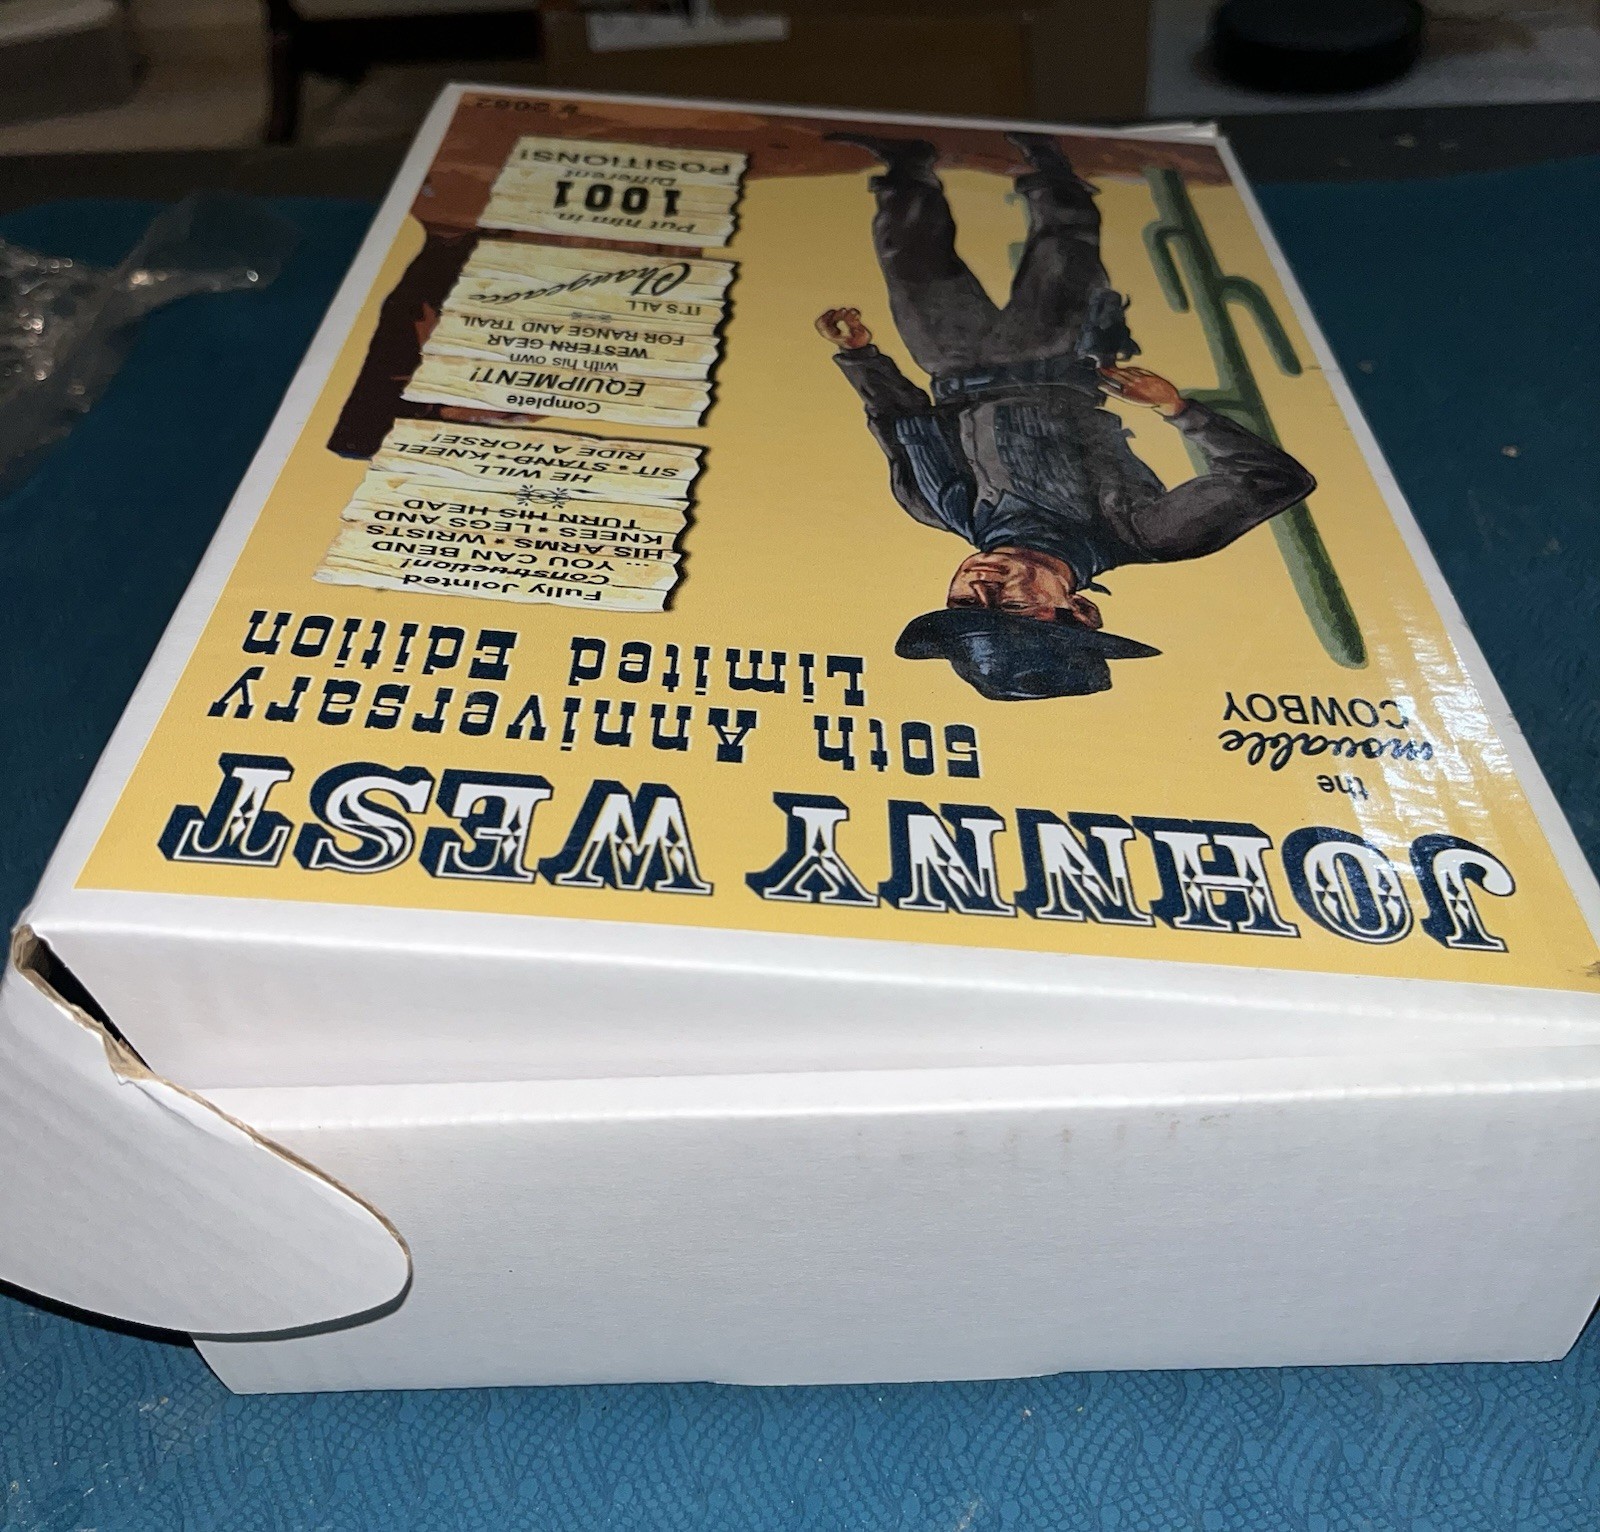 JOHNY WEST
50th Anniversary
Limited Edition
the
movable
COWBOY
Fully Jointed
Construction!
... YOU CAN BEND
HIS ARMS • WRISTS
KNEES • LEGS AND
TURN HIS HEAD
HE WILL
SIT • STAND • KNEEL
RIDE A HORSE!
Complete
EQUIPMENT!
with his own
WESTERN GEAR
FOR RANGE AND TRAIL
IT'S ALL
Changeable
Put him in...
1001
Different
POSITIONS!
# 2062